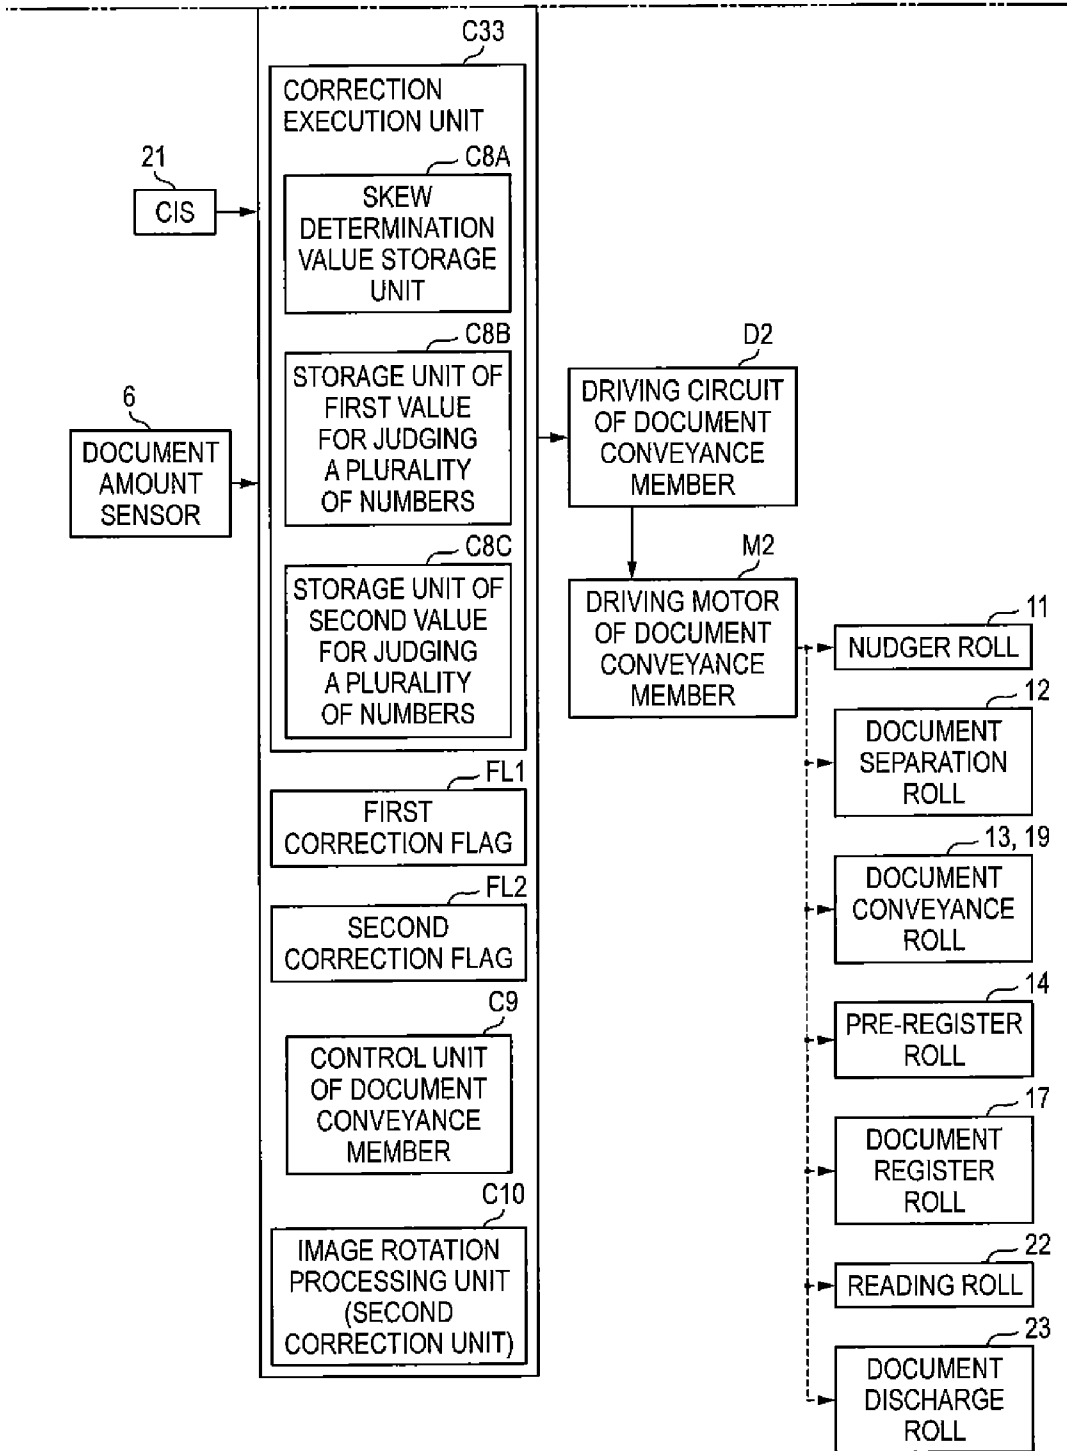 C33
CORRECTION
EXECUTION UNIT
C8A
SKEW
DETERMINATION
VALUE STORAGE
UNIT
C8B
STORAGE UNIT OF
FIRST VALUE
FOR JUDGING
A PLURALITY
OF NUMBERS
C8C
STORAGE UNIT OF
SECOND VALUE
FOR JUDGING
A PLURALITY
OF NUMBERS
FL1
FIRST
CORRECTION FLAG
FL2
SECOND
CORRECTION FLAG
C9
CONTROL UNIT
OF DOCUMENT
CONVEYANCE
MEMBER
C10
IMAGE ROTATION
PROCESSING UNIT
(SECOND
CORRECTION UNIT)
21
CIS
6
DOCUMENT
AMOUNT
SENSOR
D2
DRIVING CIRCUIT
OF DOCUMENT
CONVEYANCE
MEMBER
M2
DRIVING MOTOR
OF DOCUMENT
CONVEYANCE
MEMBER
11
NUDGER ROLL
12
DOCUMENT
SEPARATION
ROLL
13, 19
DOCUMENT
CONVEYANCE
ROLL
14
PRE-REGISTER
ROLL
17
DOCUMENT
REGISTER
ROLL
22
READING ROLL
23
DOCUMENT
DISCHARGE
ROLL